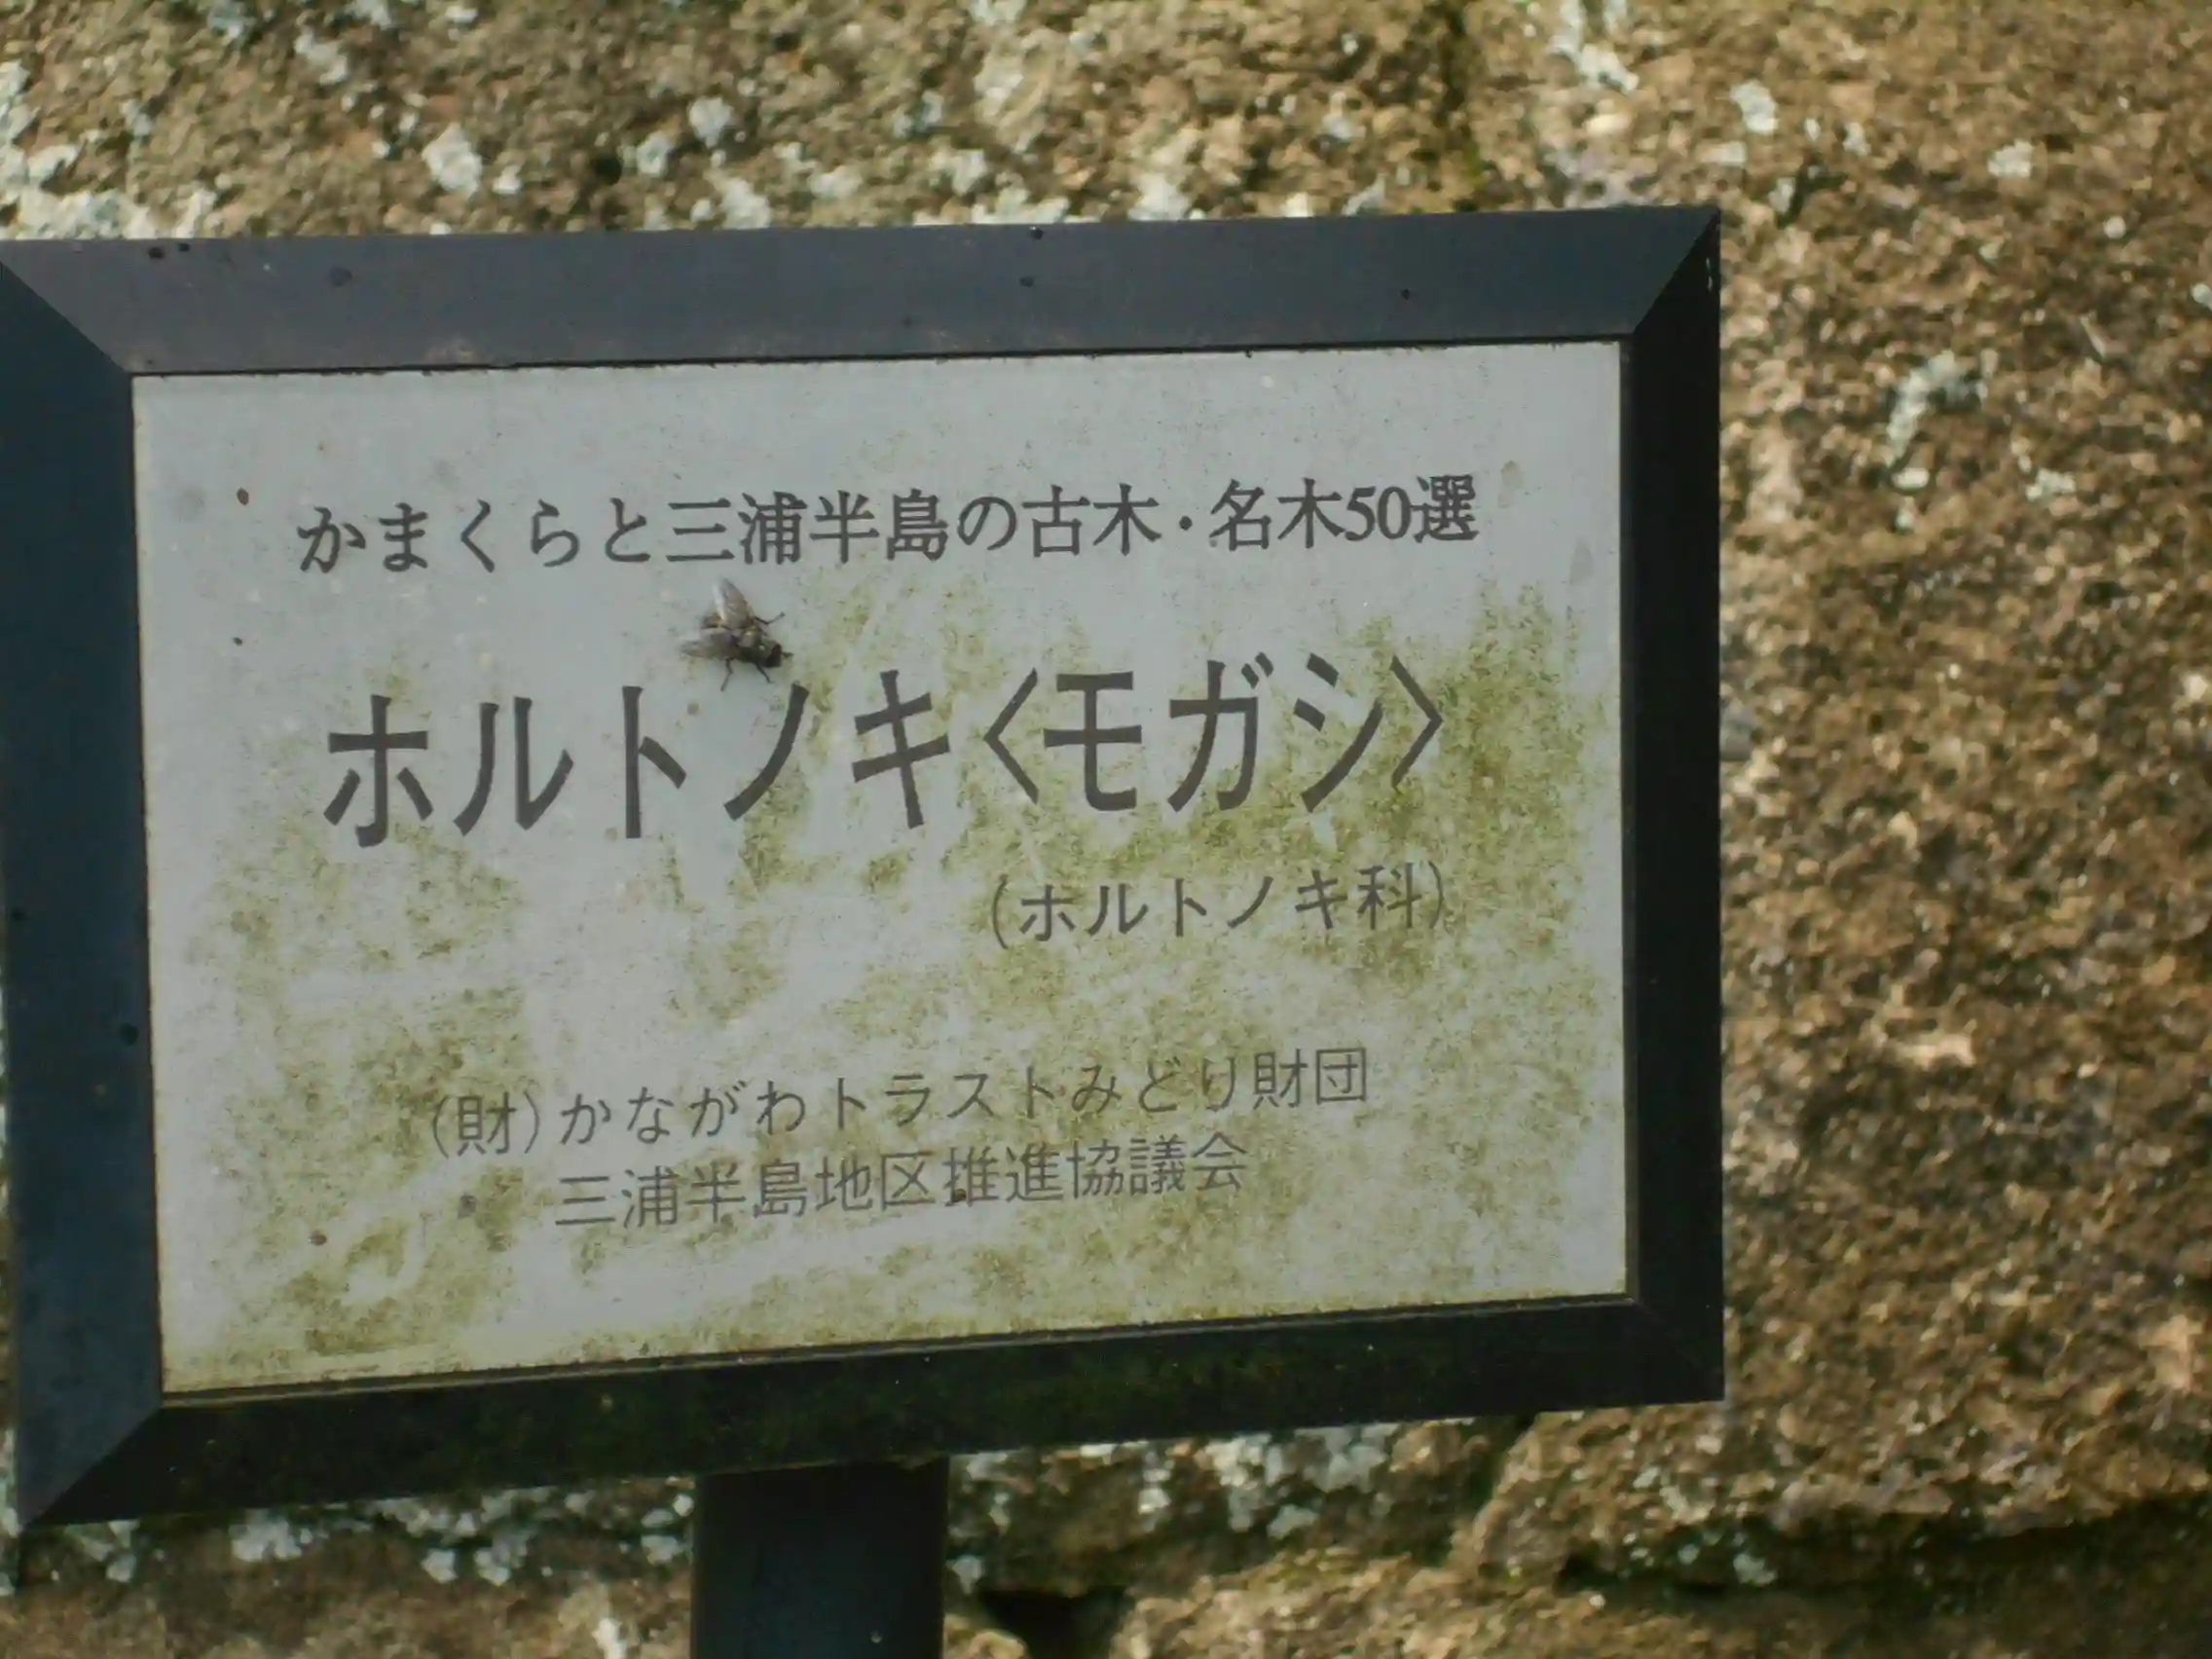 かまくらと三浦半島の古木・名木50選
ホルトノキ〈モガシ〉
(ホルトノキ科)
(財)かながわトラストみどり財団
三浦半島地区推進協議会